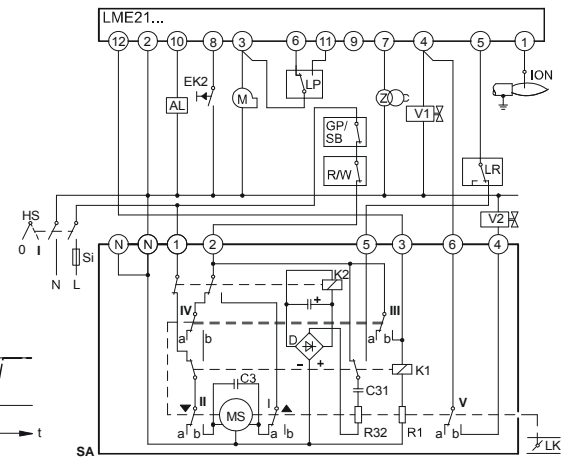 LME21...
12 2 10 8 3 6 11 9 7 4 5 1
EK2
ION
LP
AL
M
GP/
SB
Z C
V1
R/W
LR
HS
V2
0 I
Si
N L
N N 1 2 5 3 6 4
K2
IV
III
a b
D
a b
K1
C3
C31
II
I
V
MS
a b
a b
R32
R1
a b
SA
LK
t